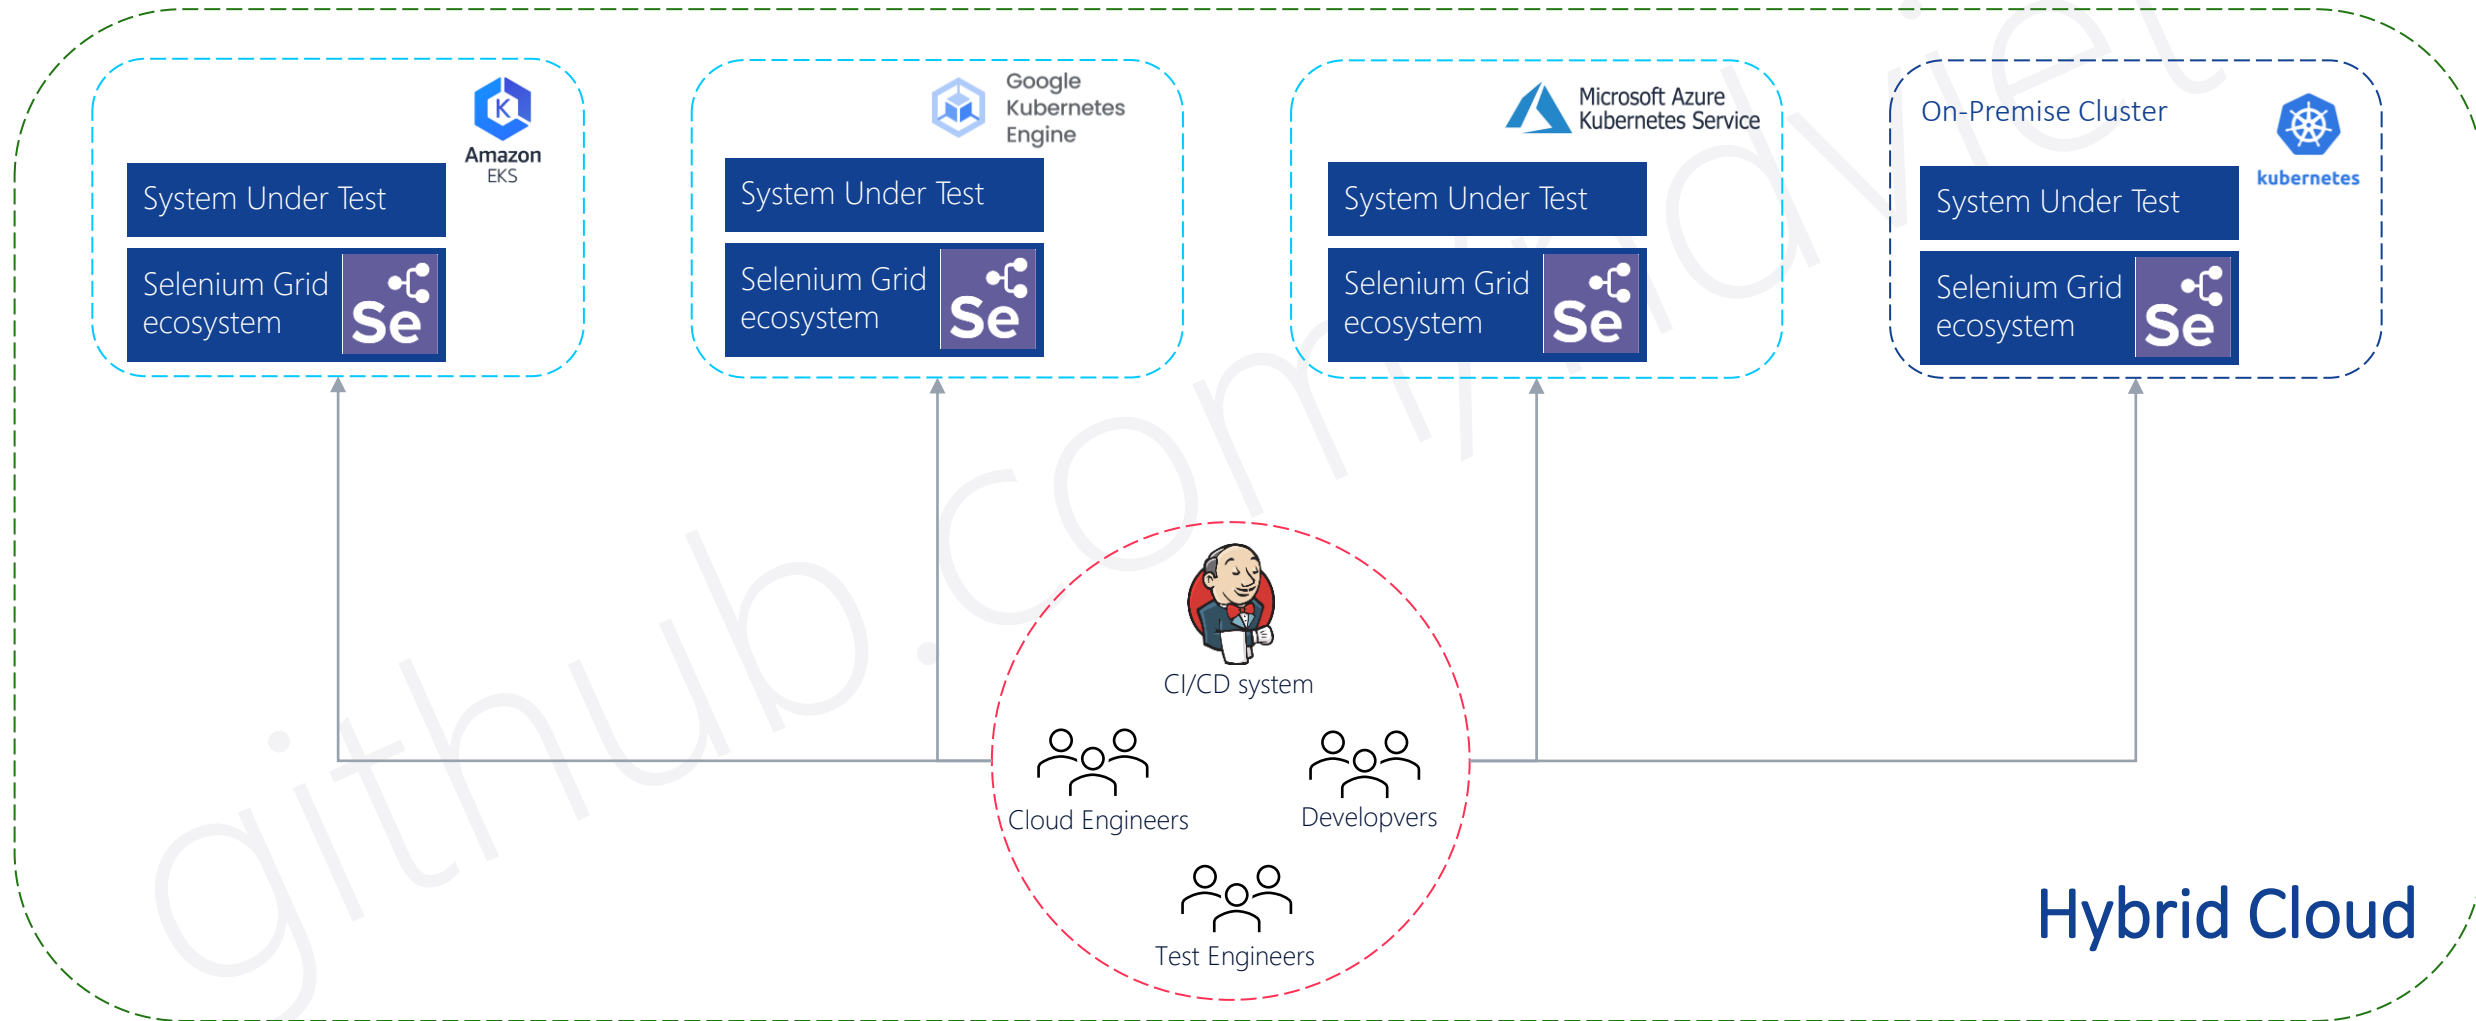 Amazon
EKS
System Under Test
Selenium Grid
ecosystem
Se
Google
Kubernetes
Engine
System Under Test
Selenium Grid
ecosystem
Se
Microsoft Azure
Kubernetes Service
System Under Test
Selenium Grid
ecosystem
Se
On-Premise Cluster
kubernetes
System Under Test
Selenium Grid
ecosystem
Se
CI/CD system
Cloud Engineers
Developvers
Test Engineers
Hybrid Cloud
github.com/ndviet